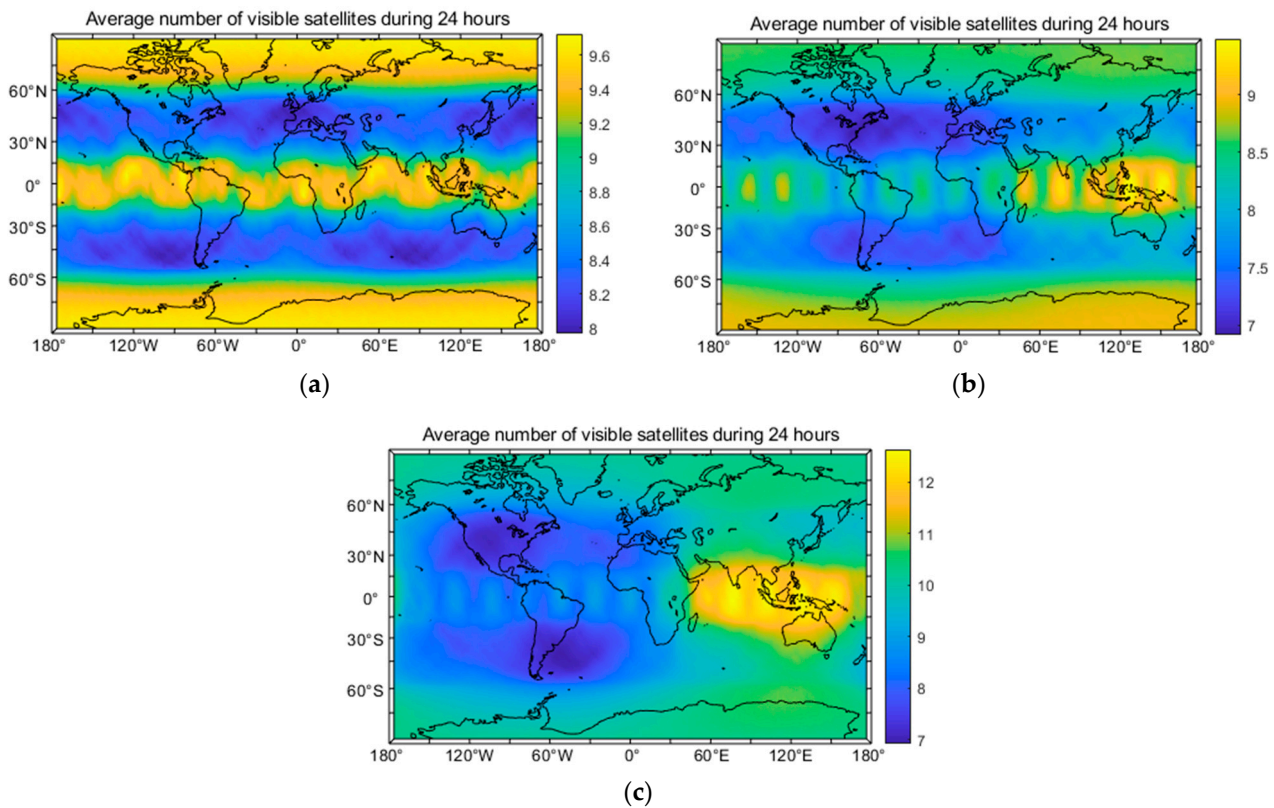 Average number of visible satellites during 24 hours
9.6
9.4
9.2
9
8.8
8.6
8.4
8.2
8
60°N
30°N
0°
30°S
60°S
180° 120°W 60°W 0° 60°E 120°E 180°
(a)
Average number of visible satellites during 24 hours
9
8.5
8
7.5
7
60°N
30°N
0°
30°S
60°S
180° 120°W 60°W 0° 60°E 120°E 180°
(b)
Average number of visible satellites during 24 hours
12
11
10
9
8
7
60°N
30°N
0°
30°S
60°S
180° 120°W 60°W 0° 60°E 120°E 180°
(c)